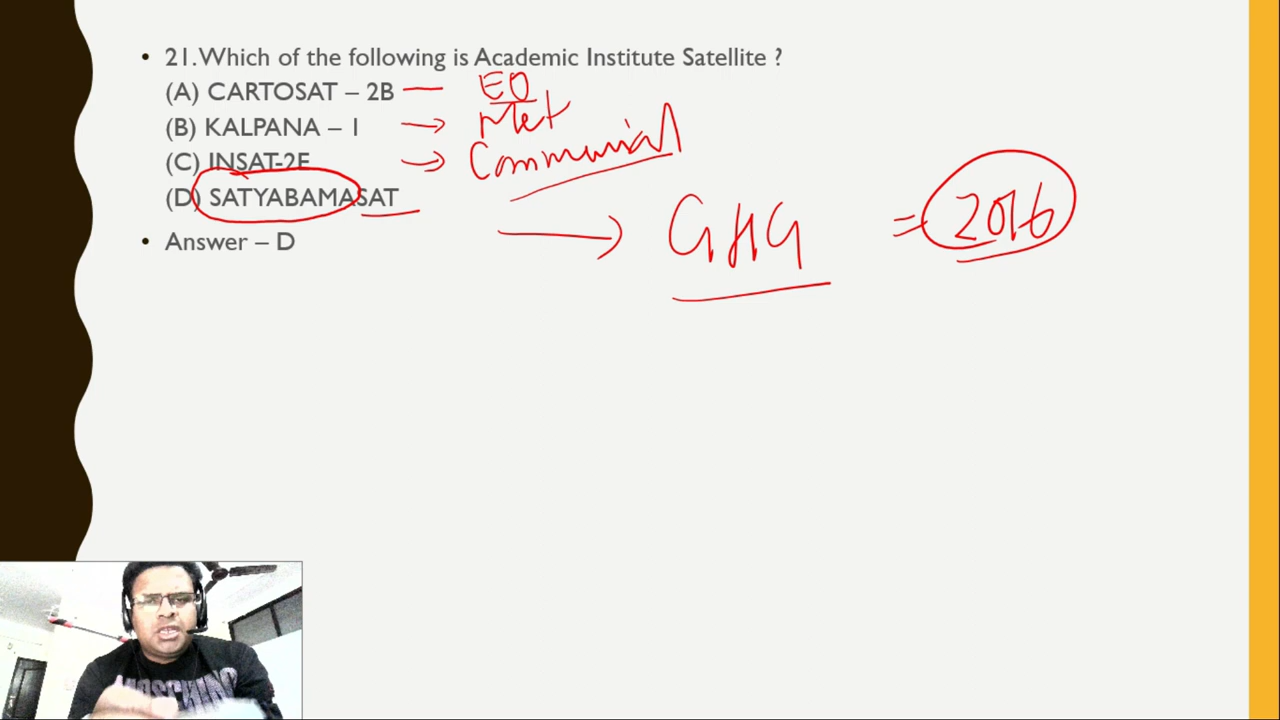 • 21. Which of the following is Academic Institute Satellite ?
(A) CARTOSAT – 2B — EO
(B) KALPANA – 1 → Met
(C) INSAT-2E →
(D) SATYABAMASAT → GHG = 2016
• Answer – D
MOSCHINO